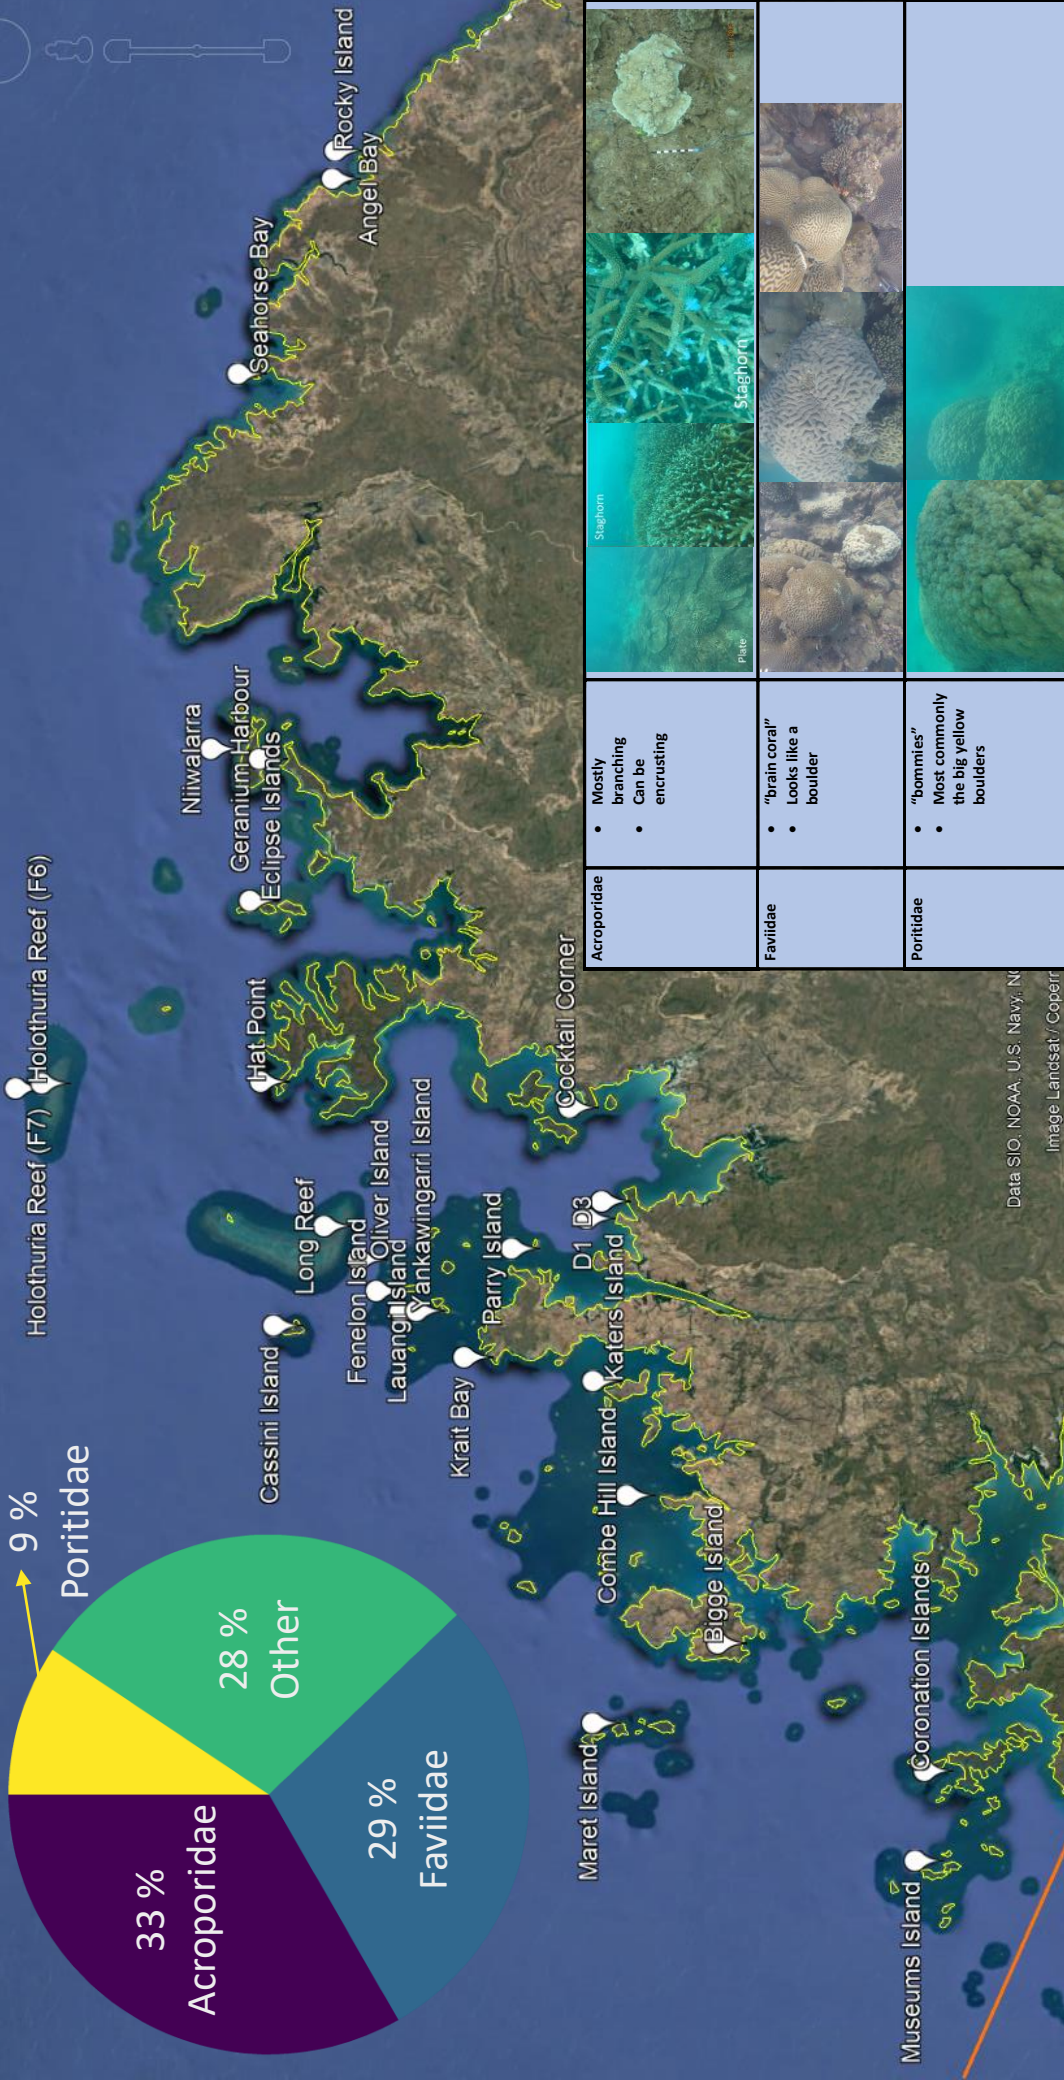 9 %
Poritidae
28 %
Other
33 %
Acroporidae
29 %
Faviidae
Holothuria Reef (F7)
Holothuria Reef (F6)
Niiwalarra
Geranium Harbour
Eclipse Islands
Seahorse Bay
Rocky Island
Angel Bay
Hat Point
Cassini Island
Long Reef
Fenelon Island
Oliver Island
Lauangi Island
Yankawingarri Island
Krait Bay
Parry Island
Cocktail Corner
D1
D3
Katers Island
Combe Hill Island
Maret Island
Bigge Island
Coronation Islands
Museums Island
Data SIO, NOAA, U.S. Navy,
Image Landsat / Coperr
Acroporidae
• Mostly
branching
• Can be
encrusting
Plate
Staghorn
Staghorn
Faviidae
• "brain coral"
• Looks like a
boulder
Poritidae
• "bommies"
• Most commonly
the big yellow
boulders